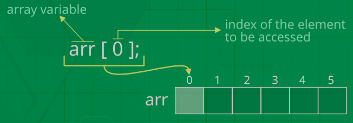 array variable
index of the element
to be accessed
arr [ 0 ];
0 1 2 3 4 5
arr